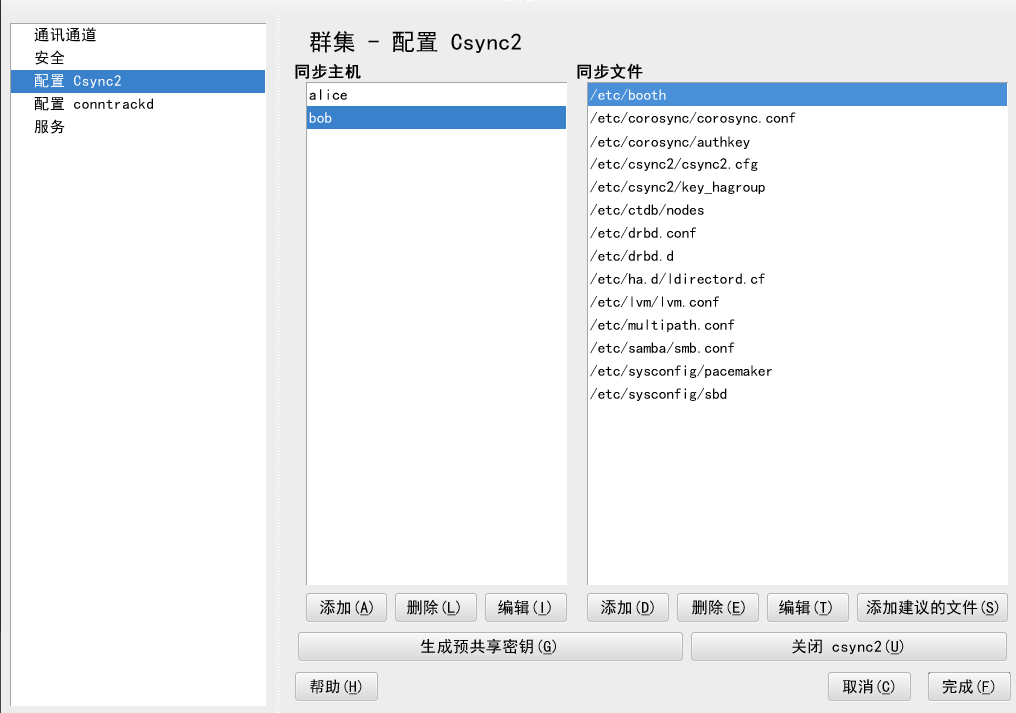 通讯通道
安全
配置 Csync2
配置 conntrackd
服务
群集 - 配置 Csync2
同步主机
alice
bob
同步文件
/etc/booth
/etc/corosync/corosync.conf
/etc/corosync/authkey
/etc/csync2/csync2.cfg
/etc/csync2/key_hagroup
/etc/ctdb/nodes
/etc/drbd.conf
/etc/drbd.d
/etc/ha.d/ldirectord.cf
/etc/lvm/lvm.conf
/etc/multipath.conf
/etc/samba/smb.conf
/etc/sysconfig/pacemaker
/etc/sysconfig/sbd
添加(A) 删除(L) 编辑(I) 添加(D) 删除(E) 编辑(T) 添加建议的文件(S)
生成预共享密钥(G) 关闭 csync2(U)
帮助(H) 取消(C) 完成(F)